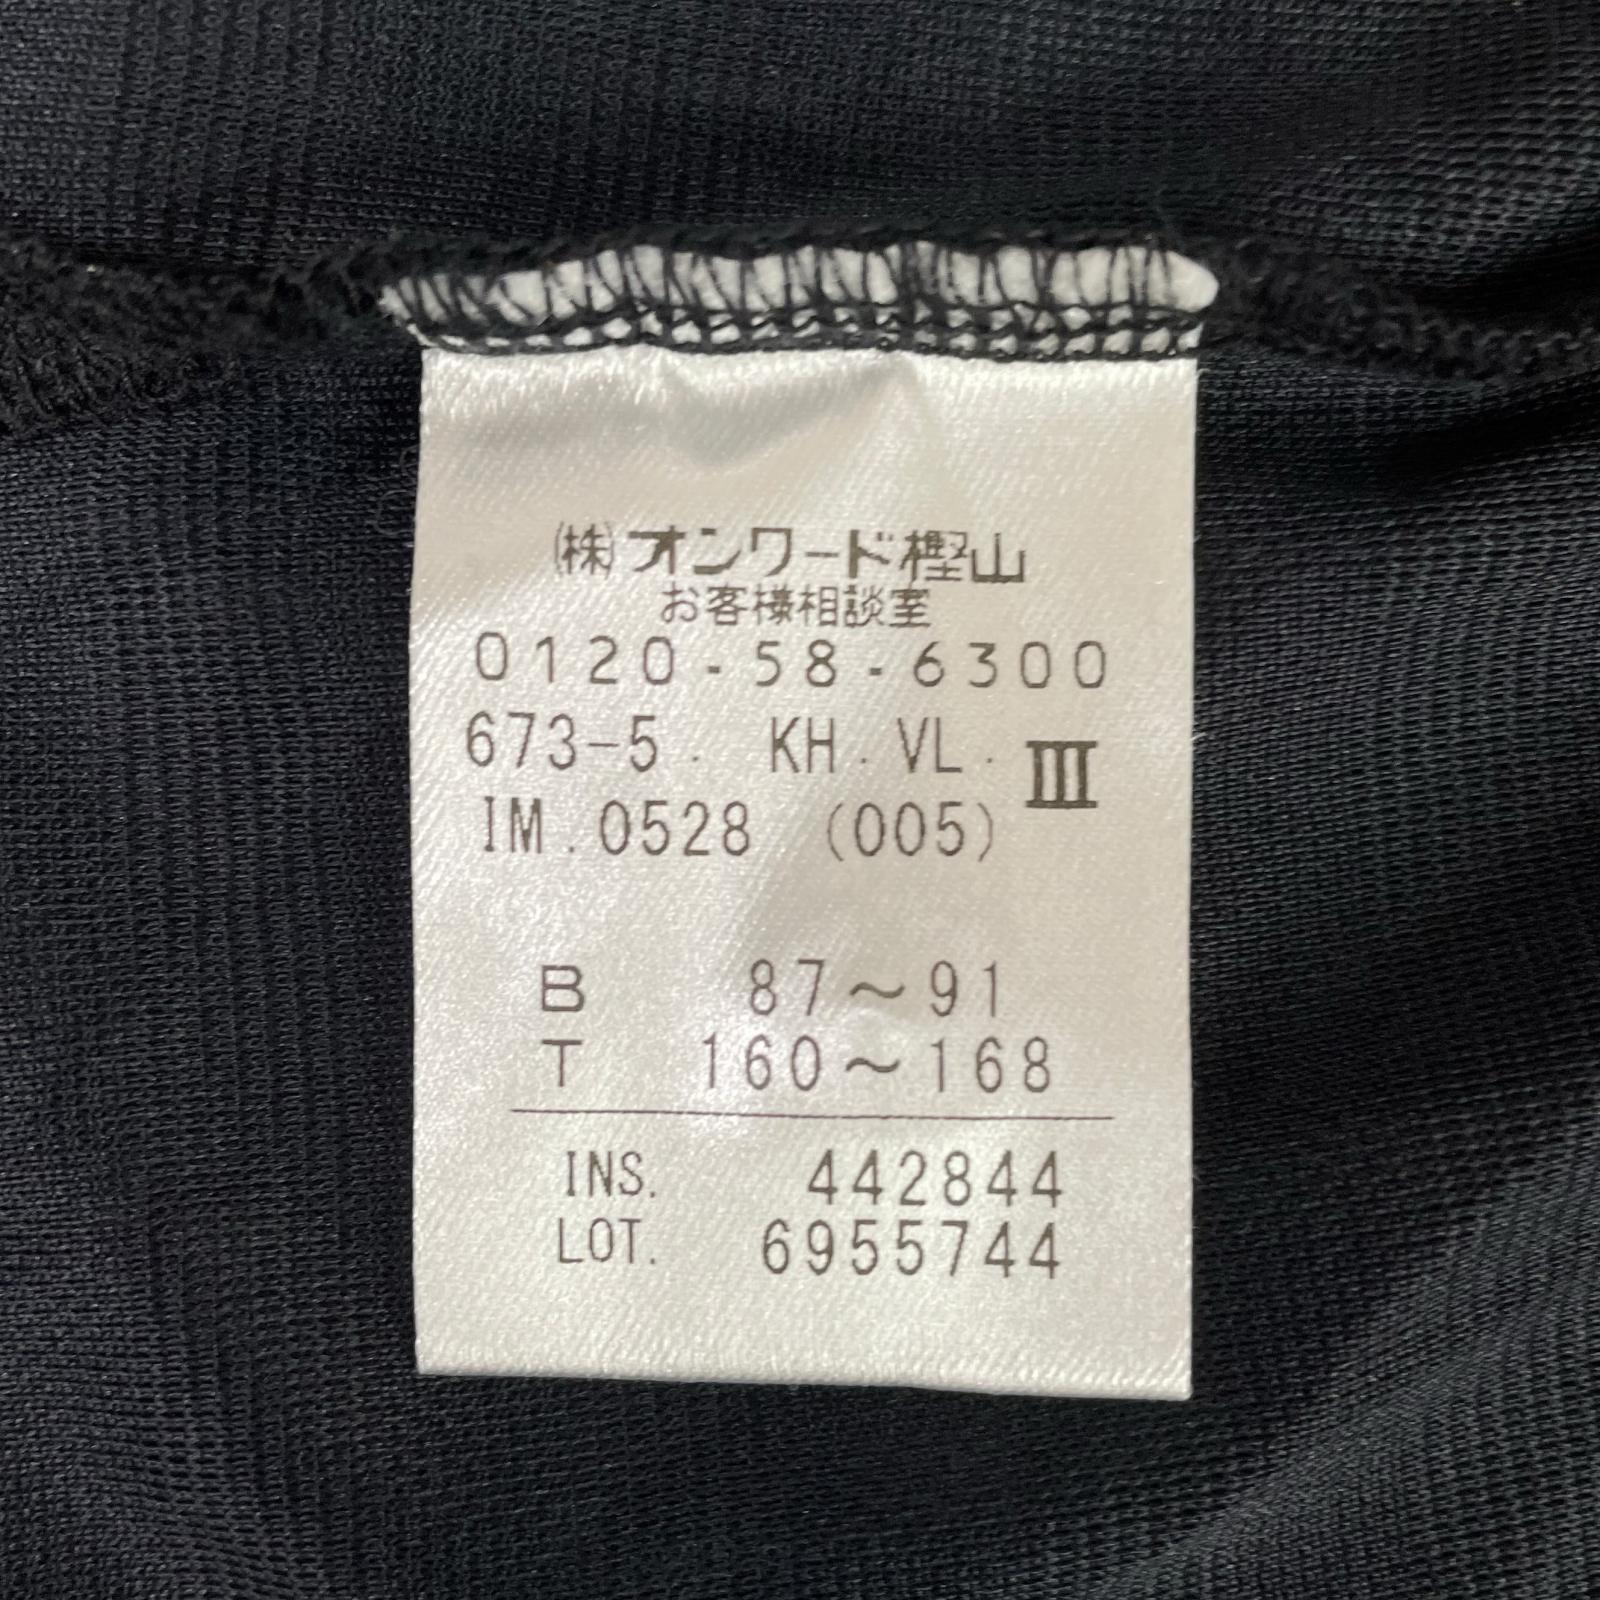 (株)オンワード樫山
お客様相談室
0120-58-6300
673-5. KH. VL. III
IM. 0528 (005)
B 87～91
T 160～168
INS. 442844
LOT. 6955744